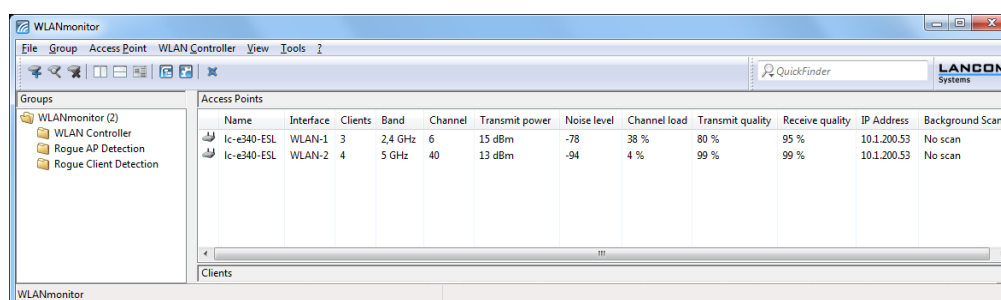 WLANmonitor
File Group Access Point WLAN Controller View Tools ?
QuickFinder
LANCOM
Systems
Groups
Access Points
WLANmonitor (2)
WLAN Controller
Rogue AP Detection
Rogue Client Detection
Name Interface Clients Band Channel Transmit power Noise level Channel load Transmit quality Receive quality IP Address Background Scan
lc-e340-ESL WLAN-1 3 2,4 GHz 6 15 dBm -78 38 % 80 % 95 % 10.1.200.53 No scan
lc-e340-ESL WLAN-2 4 5 GHz 40 13 dBm -94 4 % 99 % 99 % 10.1.200.53 No scan
Clients
WLANmonitor